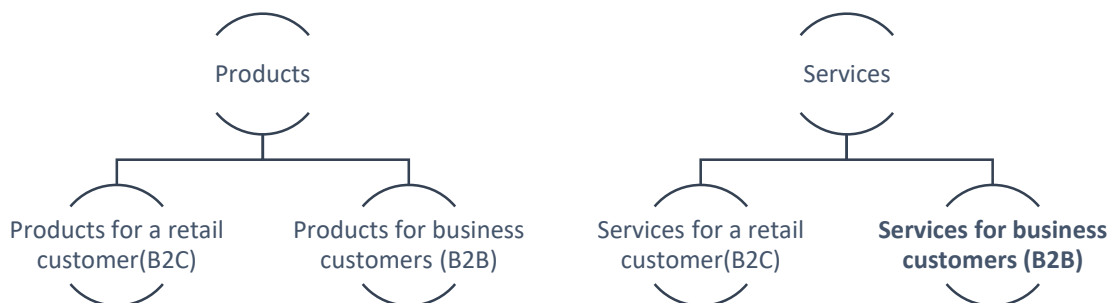 Products
Services
Products for a retail
customer(B2C)
Products for business
customers (B2B)
Services for a retail
customer(B2C)
Services for business
customers (B2B)